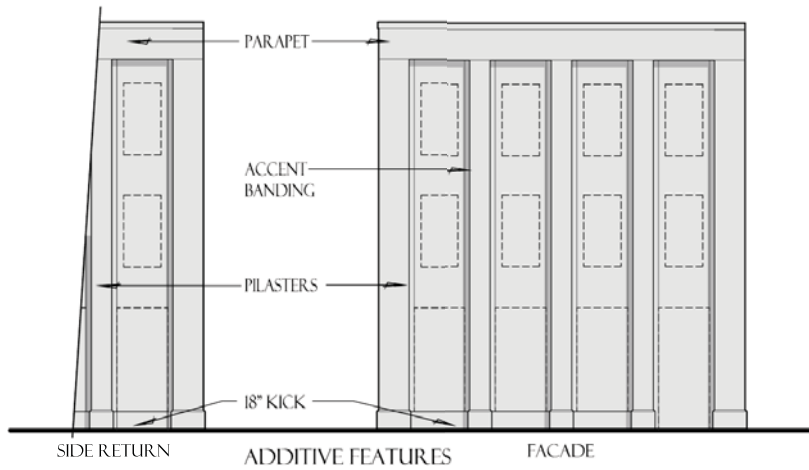 PARAPET
ACCENT
BANDING
PILASTERS
18" KICK
SIDE RETURN
ADDITIVE FEATURES
FACADE